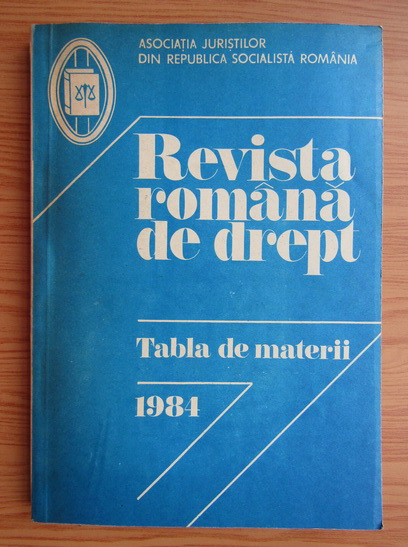 ASOCIAȚIA JURIȘTILOR
DIN REPUBLICA SOCIALISTĂ ROMÂNIA
Revista
română
de drept
Tabla de materii
1984